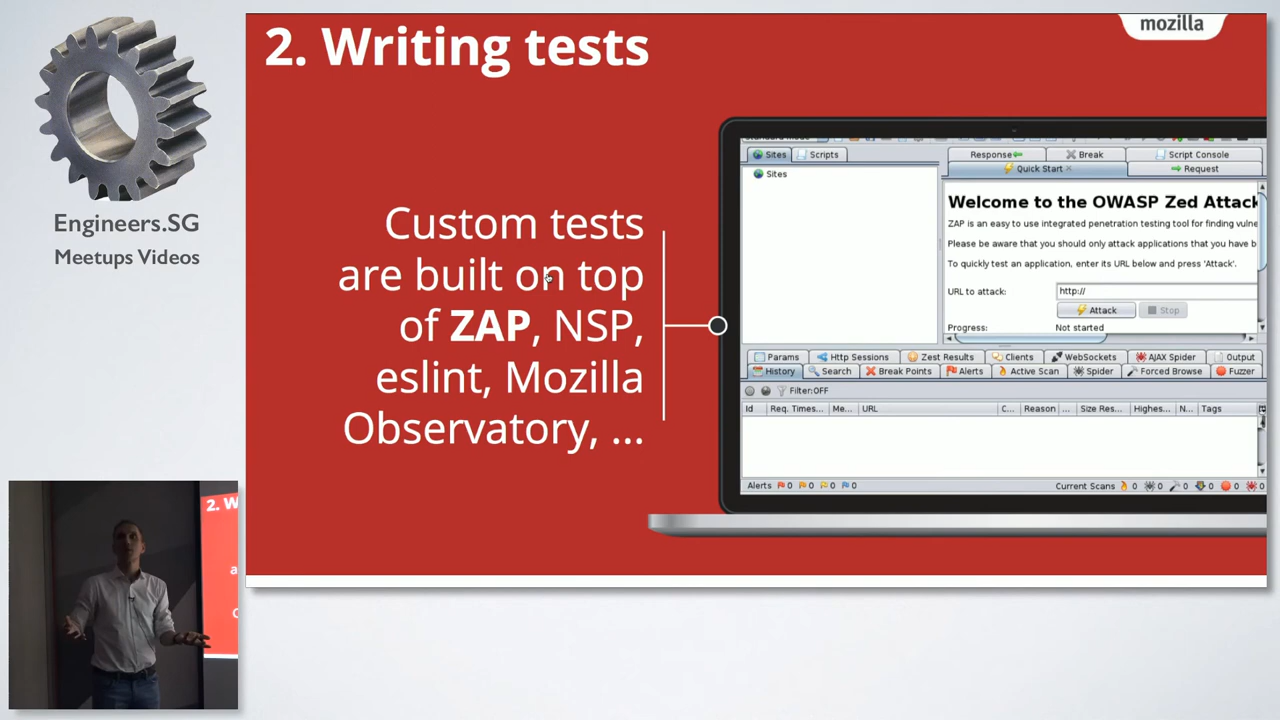 2. Writing tests
mozilla
Engineers.SG
Meetups Videos
Custom tests
are built on top
of ZAP, NSP,
eslint, Mozilla
Observatory, ...
Sites Scripts
Sites
Response Break Script Console
Quick Start Request
Welcome to the OWASP Zed Attack
ZAP is an easy to use integrated penetration testing tool for finding vulne
Please be aware that you should only attack applications that you have b
To quickly test an application, enter its URL below and press 'Attack'.
URL to attack: http://
Attack Stop
Progress: Not started
Params Http Sessions Zest Results Clients WebSockets AJAX Spider Output
History Search Break Points Alerts Active Scan Spider Forced Browse Fuzzer
Filter:OFF
Id Req. Times... Me... URL C... Reason ... Size Res... Highes... N... Tags
Alerts 0 0 0 0 Current Scans 0 0 0 0 0 0
2. W